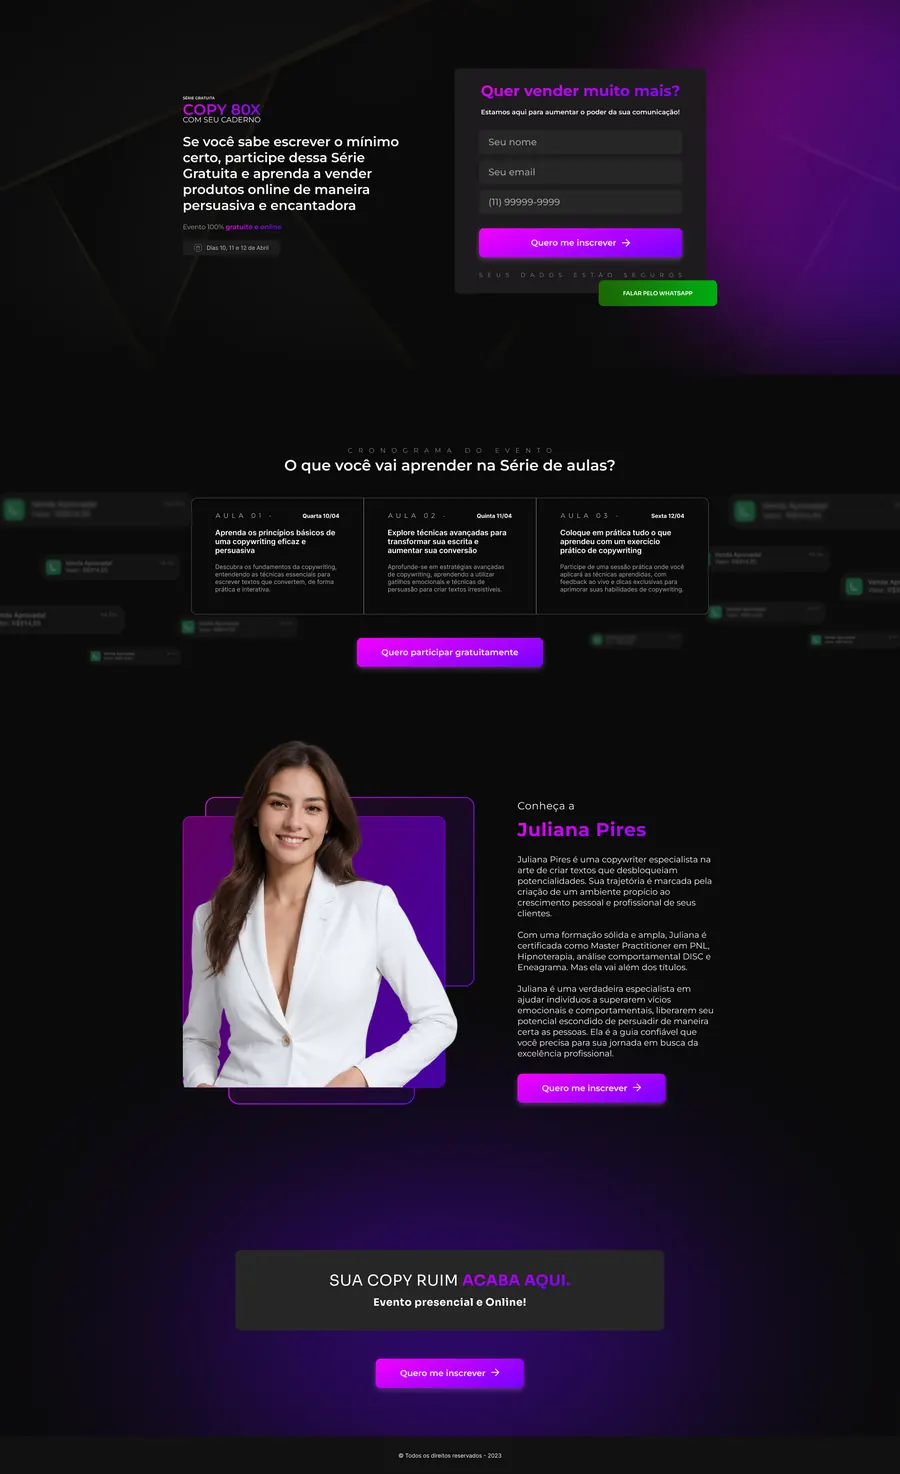 SÉRIE GRATUITA
COPY 80X
COM SEU CADERNO
Se você sabe escrever o mínimo
certo, participe dessa Série
Gratuita e aprenda a vender
produtos online de maneira
persuasiva e encantadora
Evento 100% gratuito e online
Dias 10, 11 e 12 de Abril
Quer vender muito mais?
Estamos aqui para aumentar o poder da sua comunicação!
Seu nome
Seu email
(11) 99999-9999
Quero me inscrever
SEUS DADOS ESTÃO SEGUROS
FALAR PELO WHATSAPP
CRONOGRAMA DO EVENTO
O que você vai aprender na Série de aulas?
AULA 01 - Quarta 10/04
Aprenda os princípios básicos de
uma copywriting eficaz e
persuasiva
Descubra os fundamentos da copywriting,
entendendo as técnicas essenciais para
escrever textos que convertem, de forma
prática e interativa.
AULA 02 - Quinta 11/04
Explore técnicas avançadas para
transformar sua escrita e
aumentar sua conversão
Aprofunde-se em estratégias avançadas
de copywriting, aprendendo a utilizar
gatilhos emocionais e técnicas de
persuasão para criar textos irresistíveis.
AULA 03 - Sexta 12/04
Coloque em prática tudo o que
aprendeu com um exercício
prático de copywriting
Participe de uma sessão prática onde você
aplicará as técnicas aprendidas, com
feedback ao vivo e dicas exclusivas para
aprimorar suas habilidades de copywriting.
Quero participar gratuitamente
Conheça a
Juliana Pires
Juliana Pires é uma copywriter especialista na
arte de criar textos que desbloqueiam
potencialidades. Sua trajetória é marcada pela
criação de um ambiente propício ao
crescimento pessoal e profissional de seus
clientes.
Com uma formação sólida e ampla, Juliana é
certificada como Master Practitioner em PNL,
Hipnoterapia, análise comportamental DISC e
Eneagrama. Mas ela vai além dos títulos.
Juliana é uma verdadeira especialista em
ajudar indivíduos a superarem vícios
emocionais e comportamentais, liberarem seu
potencial escondido de persuadir de maneira
certa as pessoas. Ela é a guia confiável que
você precisa para sua jornada em busca da
excelência profissional.
Quero me inscrever
SUA COPY RUIM ACABA AQUI.
Evento presencial e Online!
Quero me inscrever
© Todos os direitos reservados - 2023